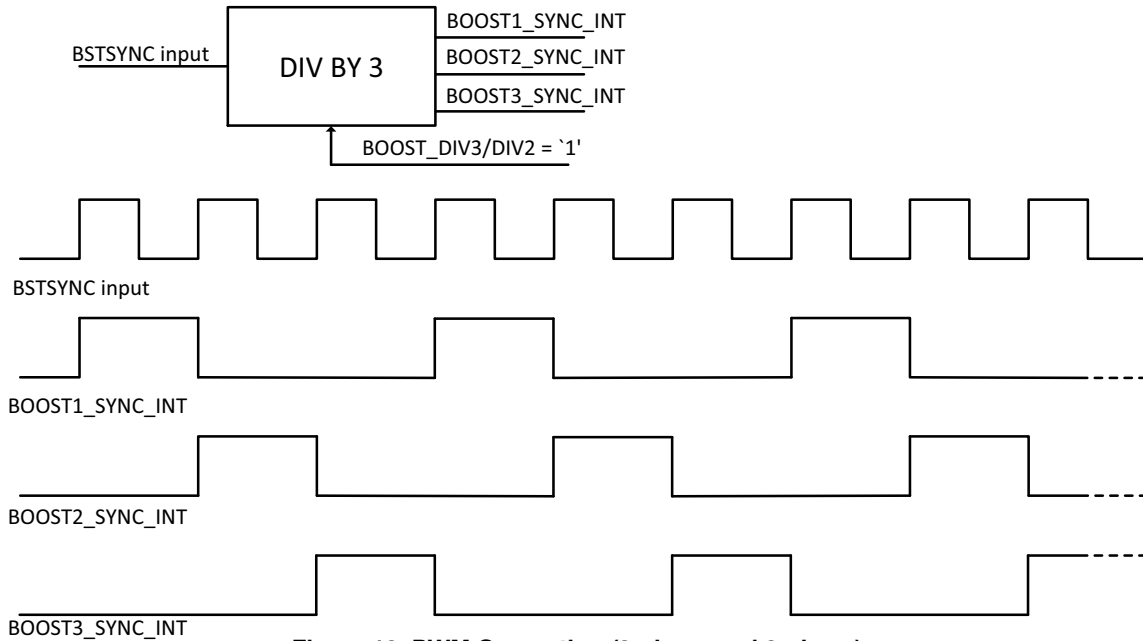 BOOST1_SYNC_INT
BSTSYNC input
DIV BY 3
BOOST2_SYNC_INT
BOOST3_SYNC_INT
BOOST_DIV3/DIV2 = `1'
BSTSYNC input
BOOST1_SYNC_INT
BOOST2_SYNC_INT
BOOST3_SYNC_INT